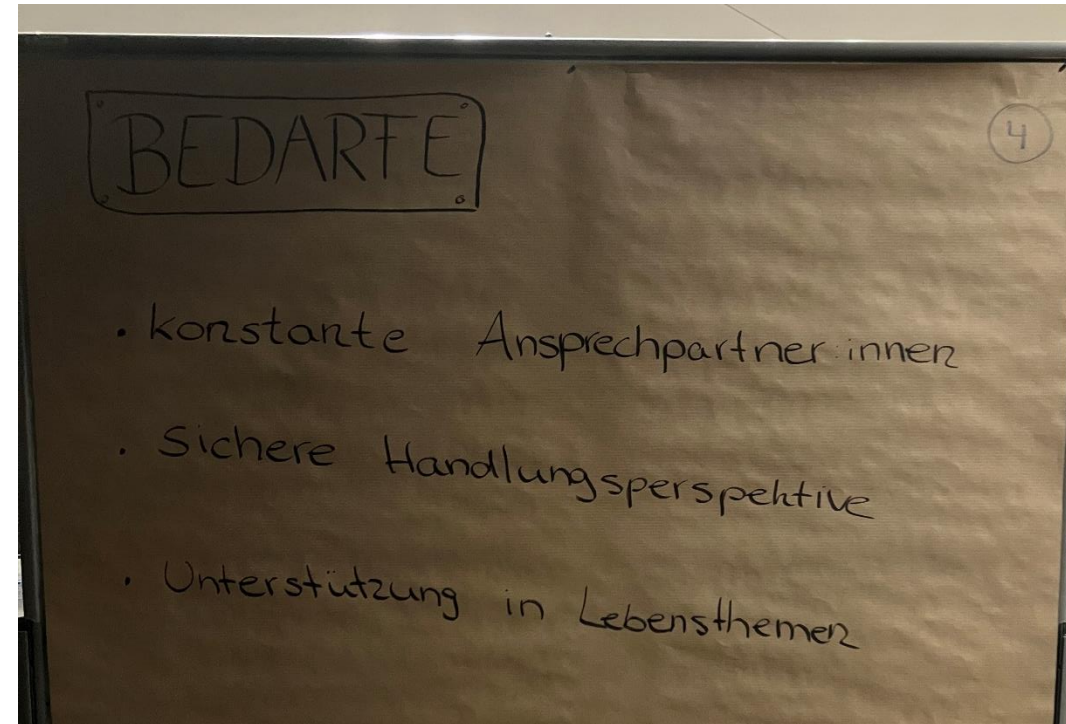 BEDARFE
4
· konstante Ansprechpartner:innen
· Sichere Handlungsperspektive
· Unterstützung in Lebensthemen